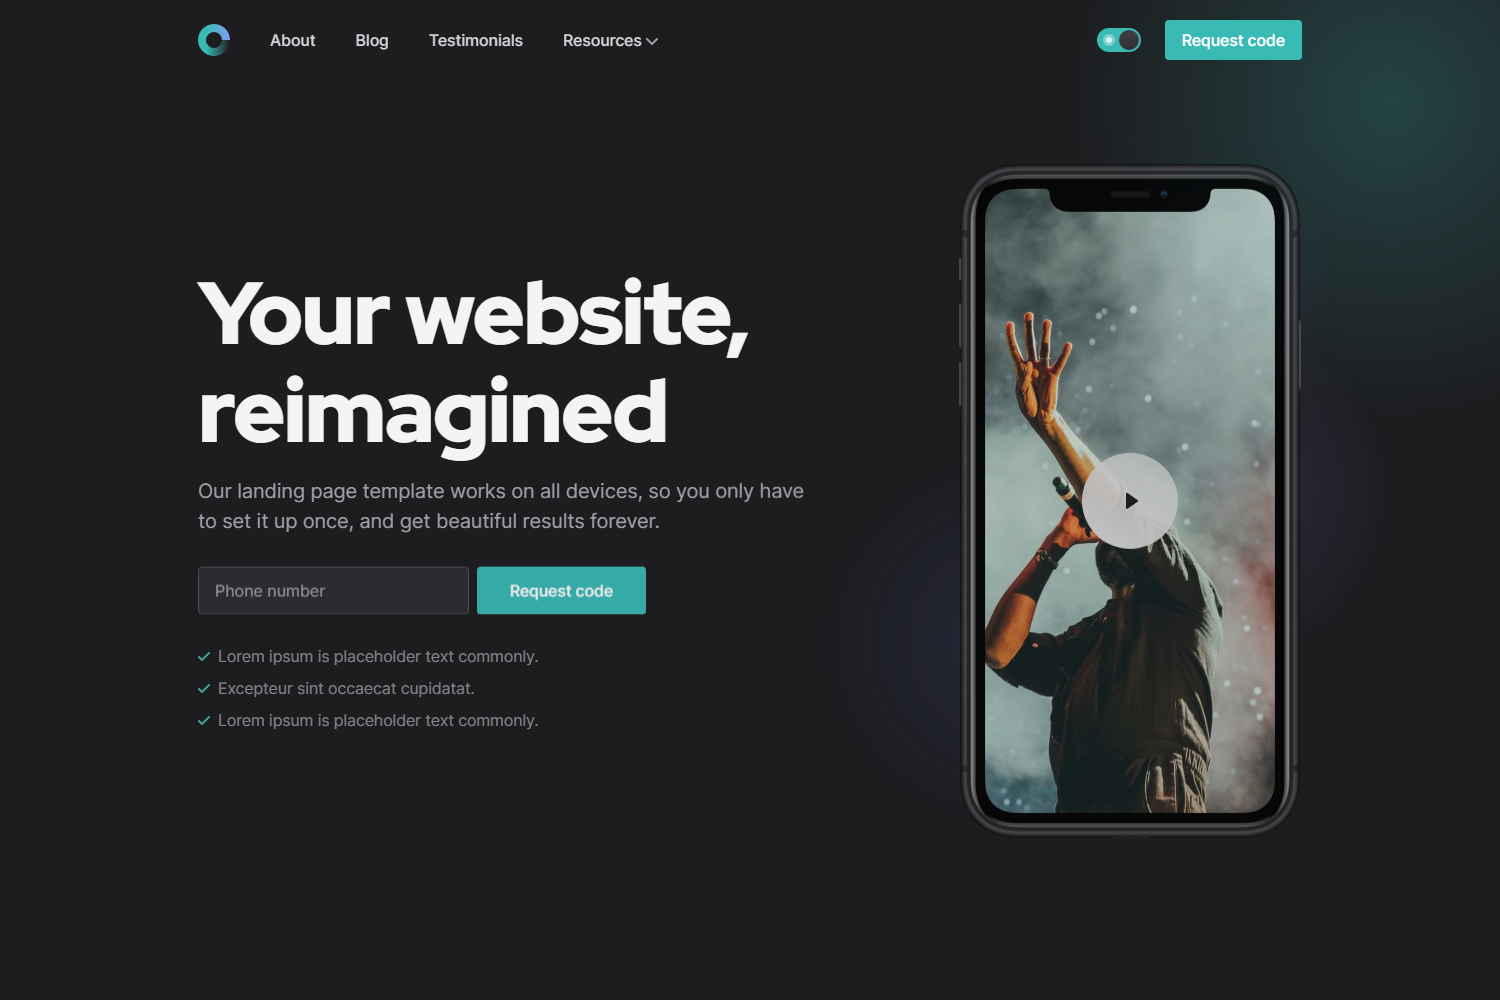 About
Blog
Testimonials
Resources
Request code
Your website,
reimagined
Our landing page template works on all devices, so you only have
to set it up once, and get beautiful results forever.
Phone number
Request code
Lorem ipsum is placeholder text commonly.
Excepteur sint occaecat cupidatat.
Lorem ipsum is placeholder text commonly.